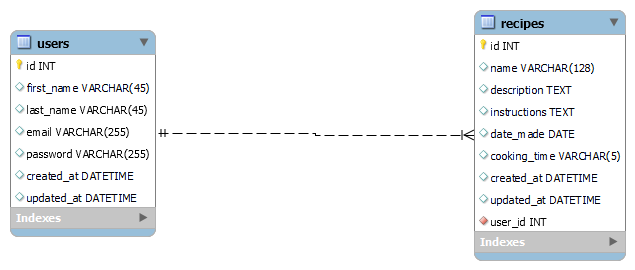 users
id INT
first_name VARCHAR(45)
last_name VARCHAR(45)
email VARCHAR(255)
password VARCHAR(255)
created_at DATETIME
updated_at DATETIME
Indexes
recipes
id INT
name VARCHAR(128)
description TEXT
instructions TEXT
date_made DATE
cooking_time VARCHAR(5)
created_at DATETIME
updated_at DATETIME
user_id INT
Indexes